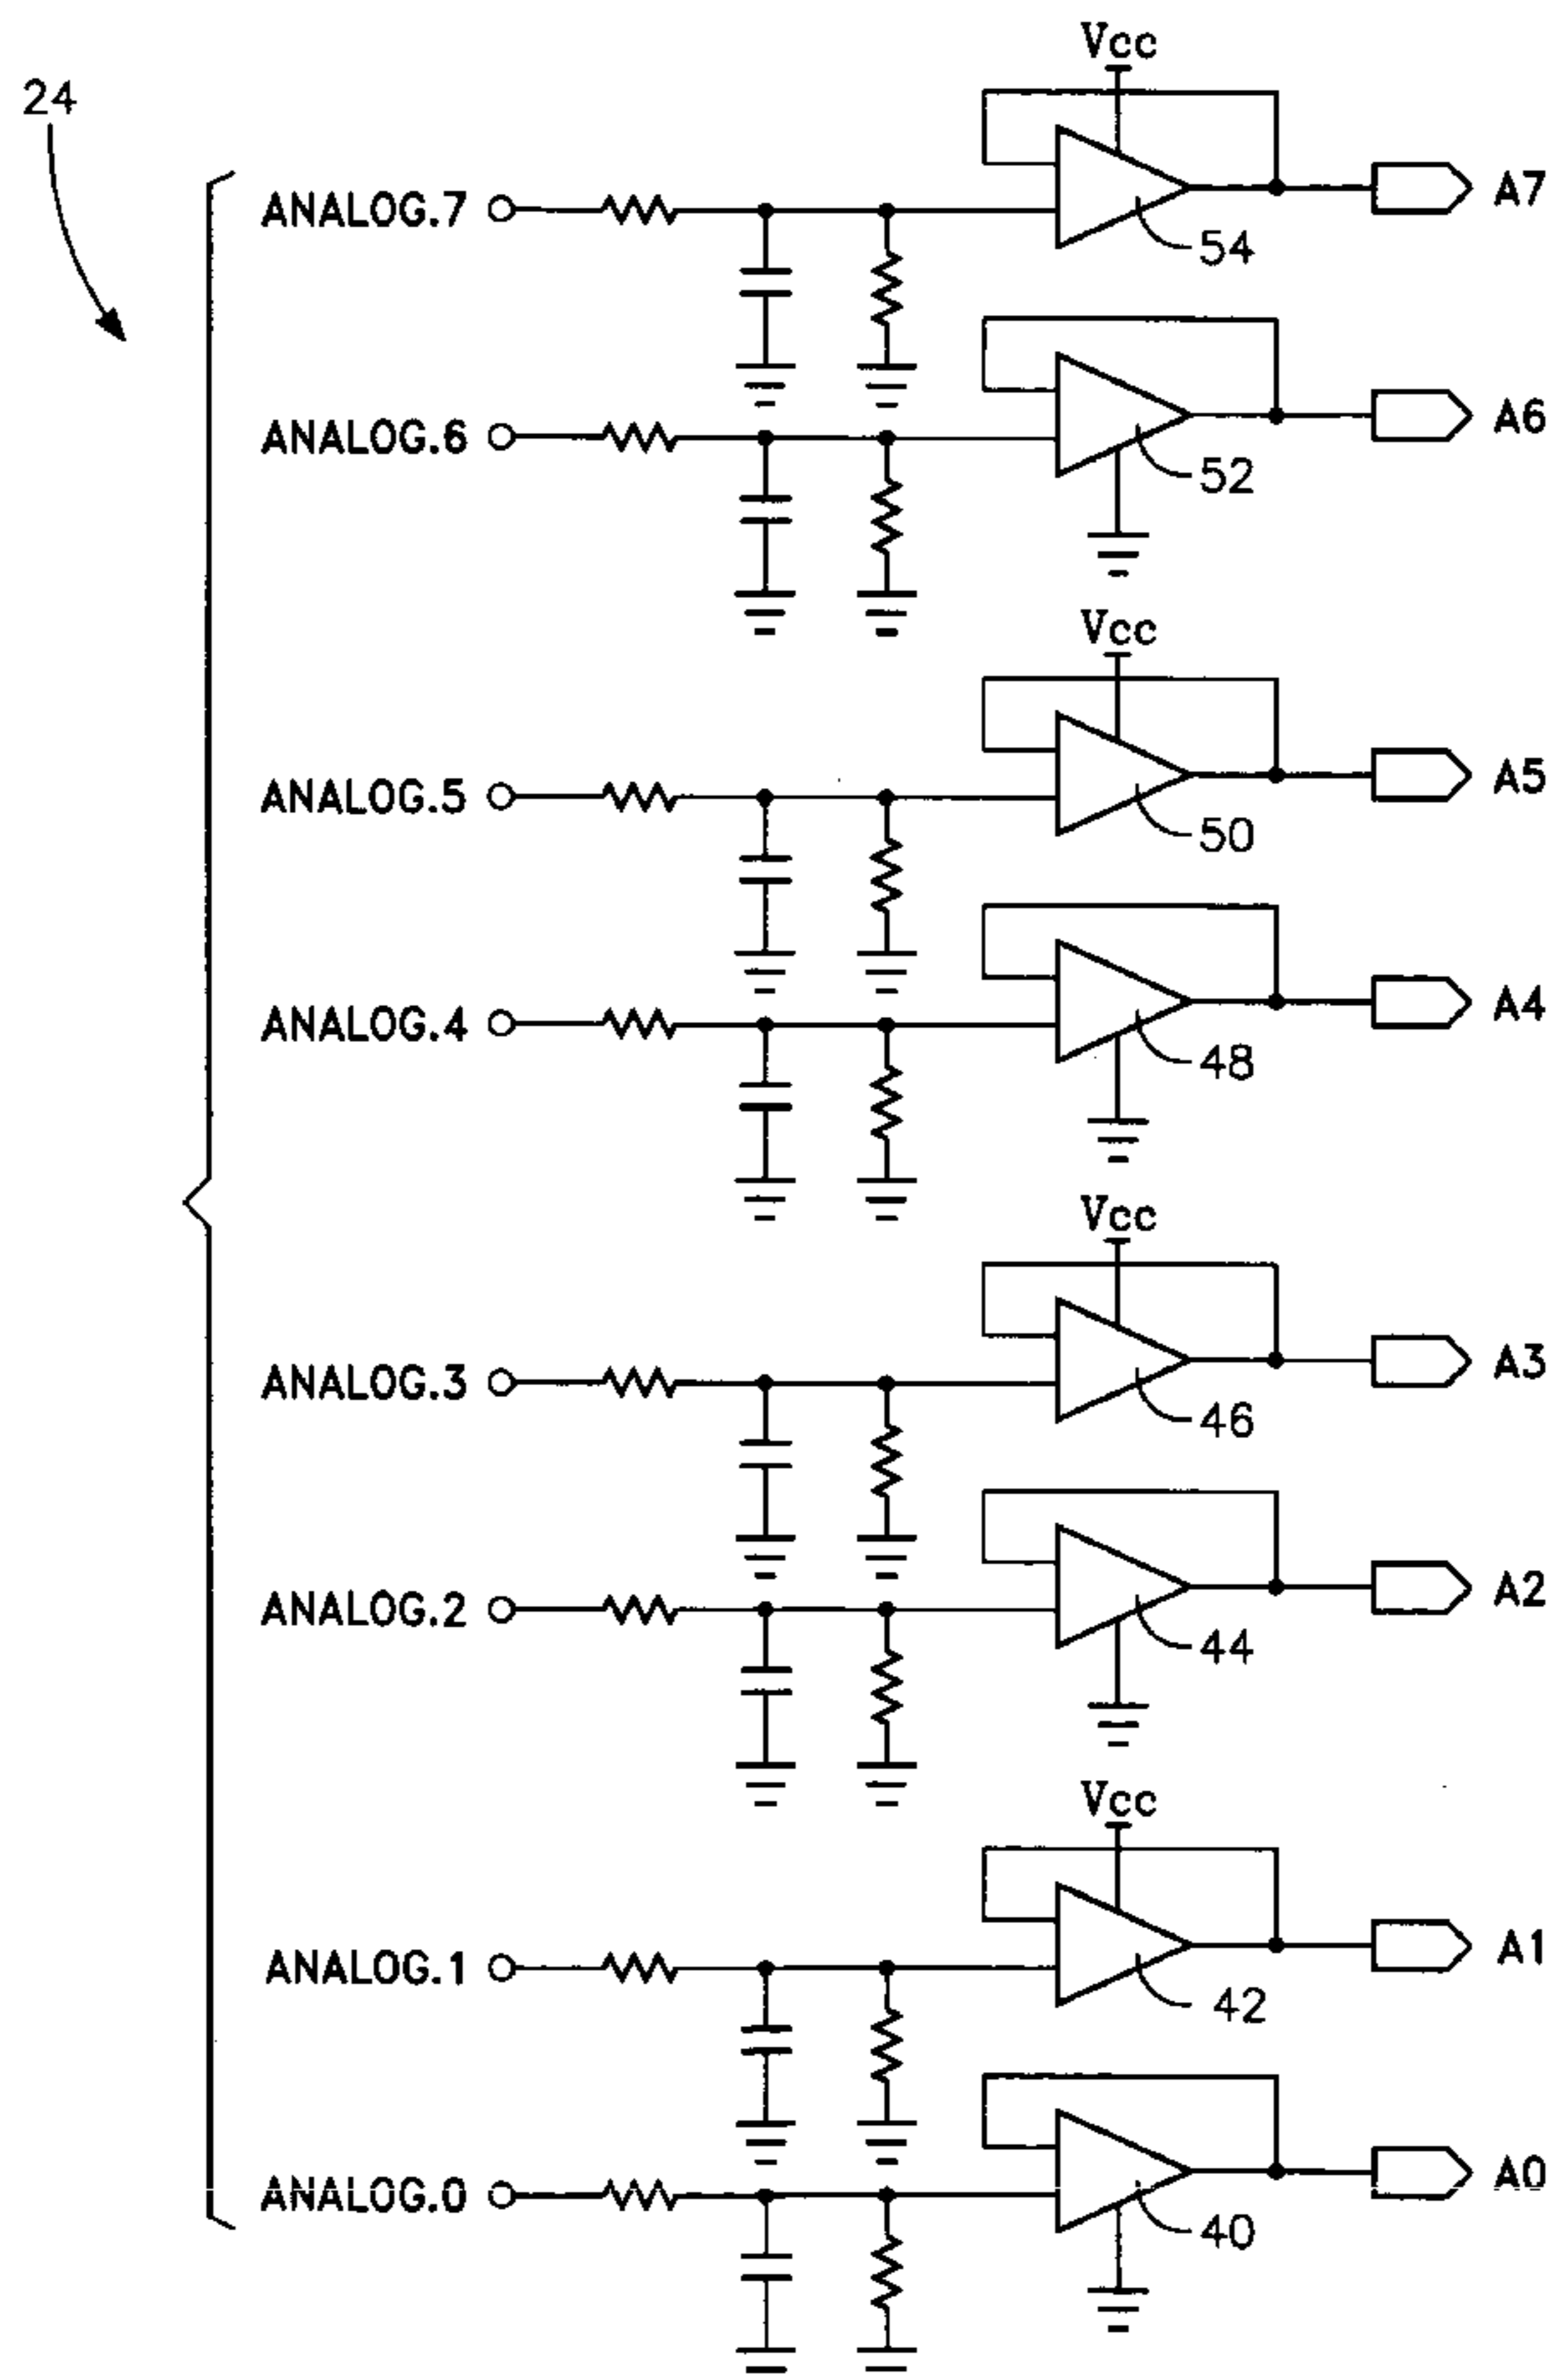 Vcc
24
ANALOG.7 A7
54
ANALOG.6 A6
52
Vcc
ANALOG.5 A5
50
ANALOG.4 A4
48
Vcc
ANALOG.3 A3
46
ANALOG.2 A2
44
Vcc
ANALOG.1 A1
42
ANALOG.0 A0
40